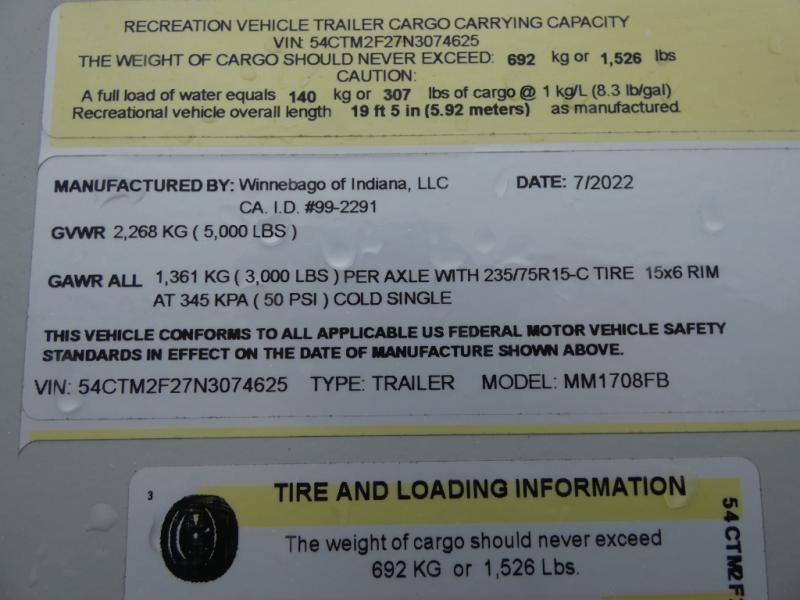 RECREATION VEHICLE TRAILER CARGO CARRYING CAPACITY
VIN: 54CTM2F27N3074625
THE WEIGHT OF CARGO SHOULD NEVER EXCEED: 692 kg or 1,526 lbs
CAUTION:
A full load of water equals 140 kg or 307 lbs of cargo @ 1 kg/L (8.3 lb/gal)
Recreational vehicle overall length 19 ft 5 in (5.92 meters) as manufactured.
MANUFACTURED BY: Winnebago of Indiana, LLC DATE: 7/2022
CA. I.D. #99-2291
GVWR 2,268 KG ( 5,000 LBS )
GAWR ALL 1,361 KG ( 3,000 LBS ) PER AXLE WITH 235/75R15-C TIRE 15x6 RIM
AT 345 KPA ( 50 PSI ) COLD SINGLE
THIS VEHICLE CONFORMS TO ALL APPLICABLE US FEDERAL MOTOR VEHICLE SAFETY
STANDARDS IN EFFECT ON THE DATE OF MANUFACTURE SHOWN ABOVE.
VIN: 54CTM2F27N3074625 TYPE: TRAILER MODEL: MM1708FB
3
TIRE AND LOADING INFORMATION
The weight of cargo should never exceed
692 KG or 1,526 Lbs.
54CTM2F